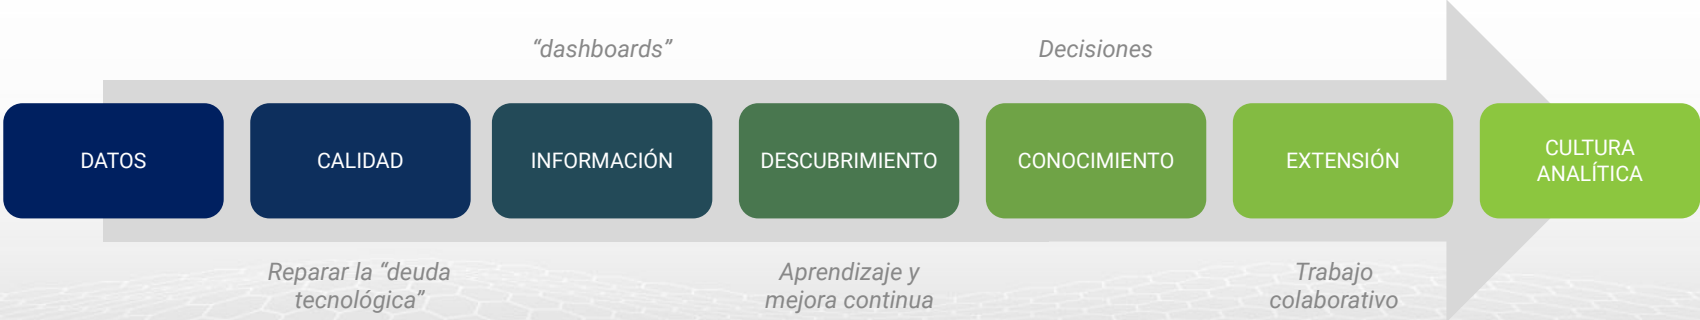 “dashboards”
Decisiones
DATOS
CALIDAD
INFORMACIÓN
DESCUBRIMIENTO
CONOCIMIENTO
EXTENSIÓN
CULTURA
ANALÍTICA
Reparar la “deuda
tecnológica”
Aprendizaje y
mejora continua
Trabajo
colaborativo